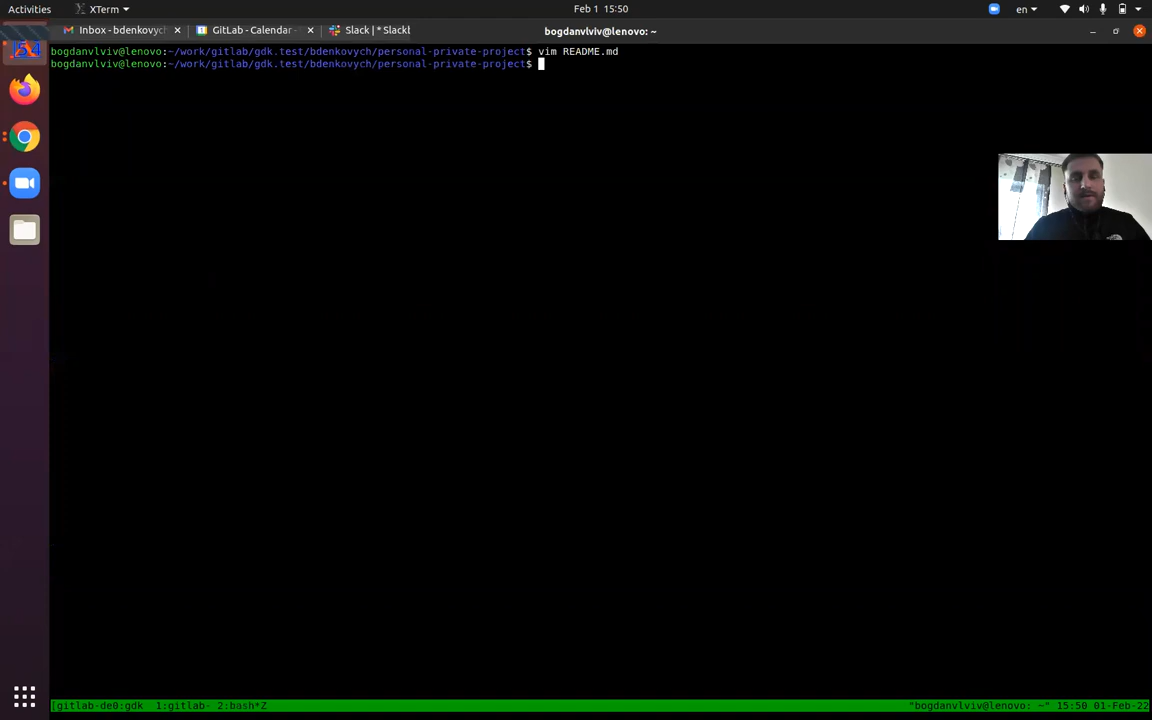 Activities XTerm Feb 1 15:50 en
Inbox - bdenkovyc GitLab - Calendar - Slack | * Slackb bogdanvlviv@lenovo: ~
bogdanvlviv@lenovo:~/work/gitlab/gdk.test/bdenkovych/personal-private-project$ vim README.md
bogdanvlviv@lenovo:~/work/gitlab/gdk.test/bdenkovych/personal-private-project$
[gitlab-de0:gdk 1:gitlab- 2:bash*Z "bogdanvlviv@lenovo: ~" 15:50 01-Feb-22